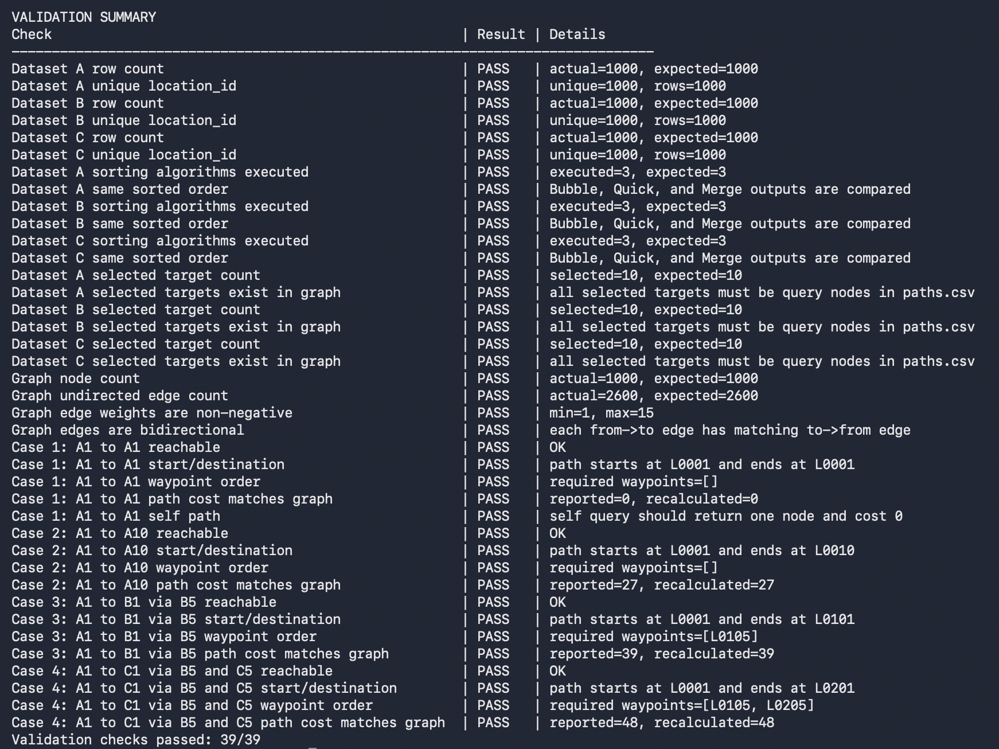 VALIDATION SUMMARY
Check | Result | Details
--------------------------------------------------------------------------------
Dataset A row count | PASS | actual=1000, expected=1000
Dataset A unique location_id | PASS | unique=1000, rows=1000
Dataset B row count | PASS | actual=1000, expected=1000
Dataset B unique location_id | PASS | unique=1000, rows=1000
Dataset C row count | PASS | actual=1000, expected=1000
Dataset C unique location_id | PASS | unique=1000, rows=1000
Dataset A sorting algorithms executed | PASS | executed=3, expected=3
Dataset A same sorted order | PASS | Bubble, Quick, and Merge outputs are compared
Dataset B sorting algorithms executed | PASS | executed=3, expected=3
Dataset B same sorted order | PASS | Bubble, Quick, and Merge outputs are compared
Dataset C sorting algorithms executed | PASS | executed=3, expected=3
Dataset C same sorted order | PASS | Bubble, Quick, and Merge outputs are compared
Dataset A selected target count | PASS | selected=10, expected=10
Dataset A selected targets exist in graph | PASS | all selected targets must be query nodes in paths.csv
Dataset B selected target count | PASS | selected=10, expected=10
Dataset B selected targets exist in graph | PASS | all selected targets must be query nodes in paths.csv
Dataset C selected target count | PASS | selected=10, expected=10
Dataset C selected targets exist in graph | PASS | all selected targets must be query nodes in paths.csv
Graph node count | PASS | actual=1000, expected=1000
Graph undirected edge count | PASS | actual=2600, expected=2600
Graph edge weights are non-negative | PASS | min=1, max=15
Graph edges are bidirectional | PASS | each from->to edge has matching to->from edge
Case 1: A1 to A1 reachable | PASS | OK
Case 1: A1 to A1 start/destination | PASS | path starts at L0001 and ends at L0001
Case 1: A1 to A1 waypoint order | PASS | required waypoints=[]
Case 1: A1 to A1 path cost matches graph | PASS | reported=0, recalculated=0
Case 1: A1 to A1 self path | PASS | self query should return one node and cost 0
Case 2: A1 to A10 reachable | PASS | OK
Case 2: A1 to A10 start/destination | PASS | path starts at L0001 and ends at L0010
Case 2: A1 to A10 waypoint order | PASS | required waypoints=[]
Case 2: A1 to A10 path cost matches graph | PASS | reported=27, recalculated=27
Case 3: A1 to B1 via B5 reachable | PASS | OK
Case 3: A1 to B1 via B5 start/destination | PASS | path starts at L0001 and ends at L0101
Case 3: A1 to B1 via B5 waypoint order | PASS | required waypoints=[L0105]
Case 3: A1 to B1 via B5 path cost matches graph | PASS | reported=39, recalculated=39
Case 4: A1 to C1 via B5 and C5 reachable | PASS | OK
Case 4: A1 to C1 via B5 and C5 start/destination | PASS | path starts at L0001 and ends at L0201
Case 4: A1 to C1 via B5 and C5 waypoint order | PASS | required waypoints=[L0105, L0205]
Case 4: A1 to C1 via B5 and C5 path cost matches graph | PASS | reported=48, recalculated=48
Validation checks passed: 39/39